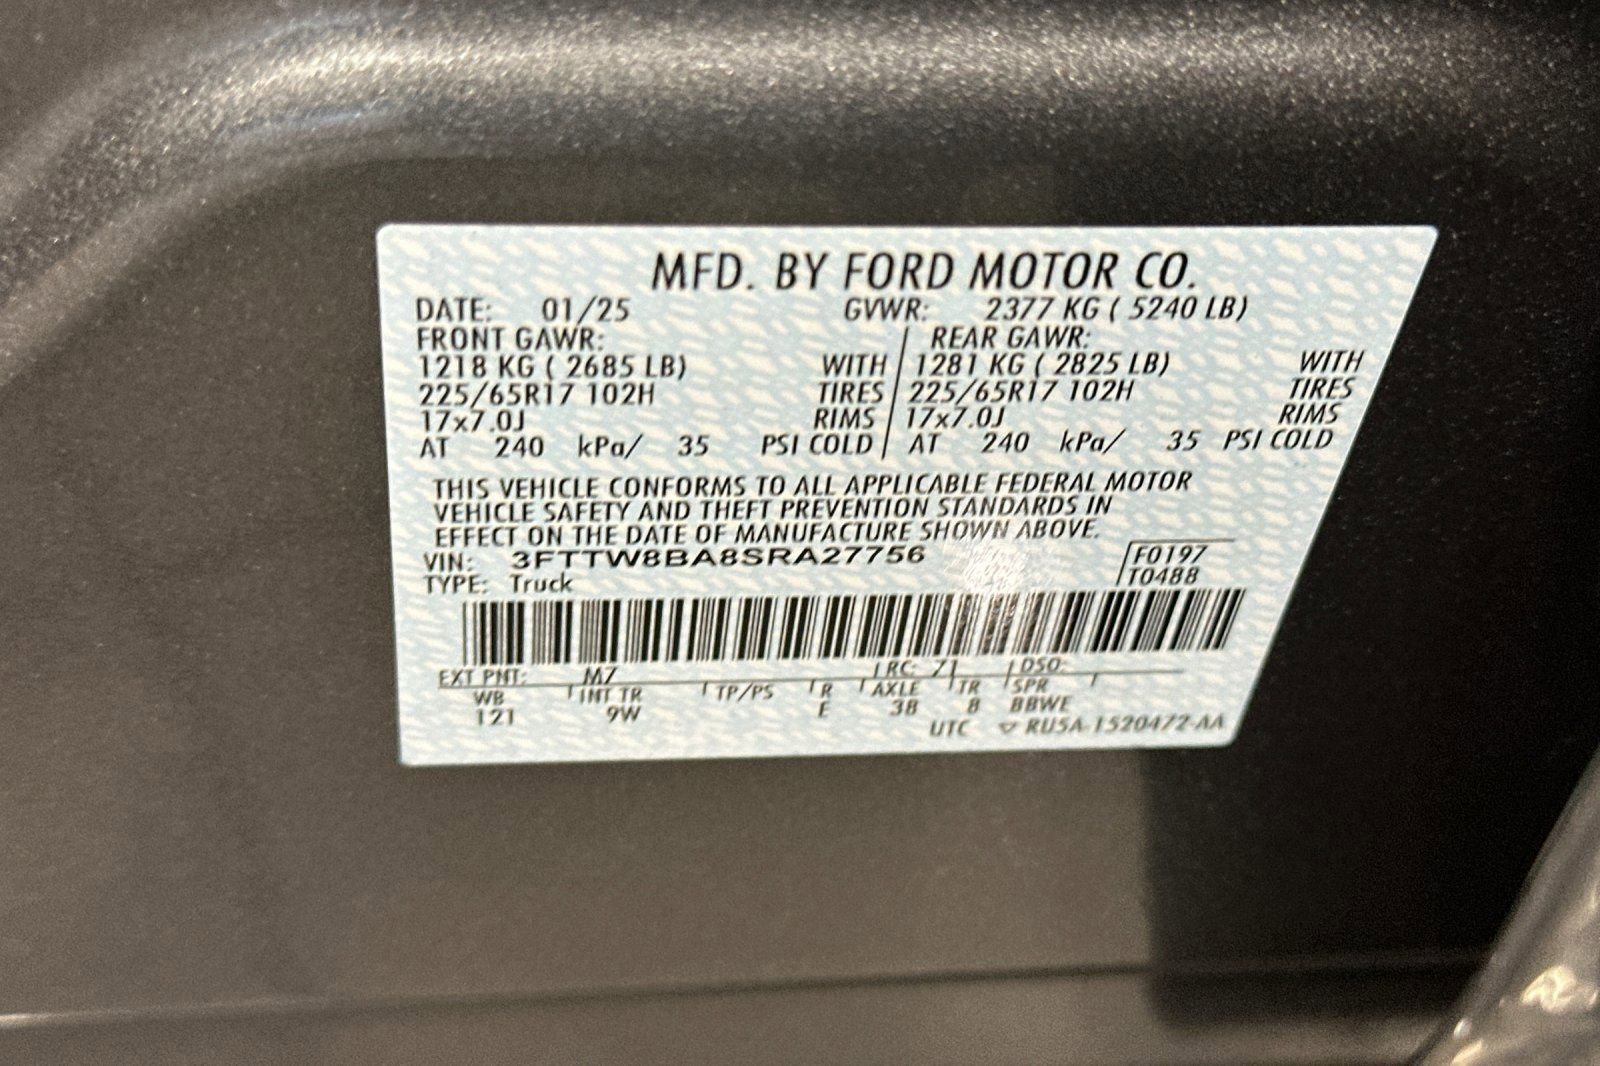 MFD. BY FORD MOTOR CO.
DATE: 01/25 GVWR: 2377 KG ( 5240 LB)
FRONT GAWR: REAR GAWR:
1218 KG ( 2685 LB) WITH 1281 KG ( 2825 LB) WITH
225/65R17 102H TIRES 225/65R17 102H TIRES
17x7.0J RIMS 17x7.0J RIMS
AT 240 kPa/ 35 PSI COLD AT 240 kPa/ 35 PSI COLD
THIS VEHICLE CONFORMS TO ALL APPLICABLE FEDERAL MOTOR
VEHICLE SAFETY AND THEFT PREVENTION STANDARDS IN
EFFECT ON THE DATE OF MANUFACTURE SHOWN ABOVE.
VIN: 3FTTW8BA8SRA27756 F0197
TYPE: Truck T0488
EXT PNT: M7 RC: 71 DSO:
WB INT TR TP/PS R AXLE TR SPR
121 9W E 38 8 BBWE
UTC ▽ RU5A-1520472-AA